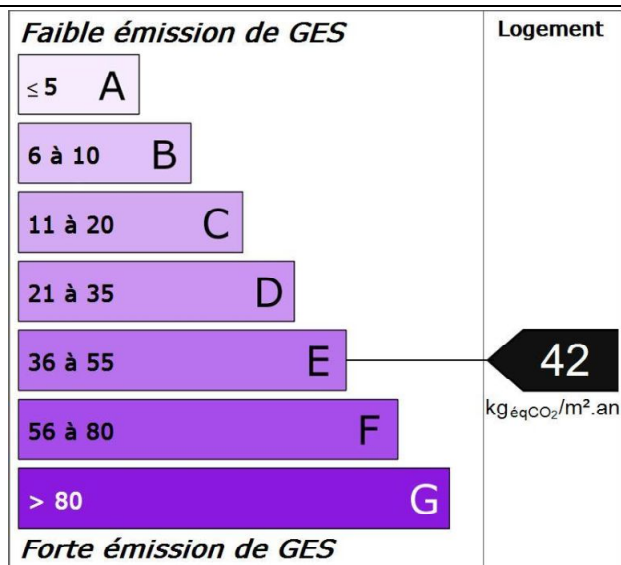 Faible émission de GES
Logement
≤ 5 A
6 à 10 B
11 à 20 C
21 à 35 D
36 à 55 E
42
kgéqCO₂/m².an
56 à 80 F
> 80 G
Forte émission de GES